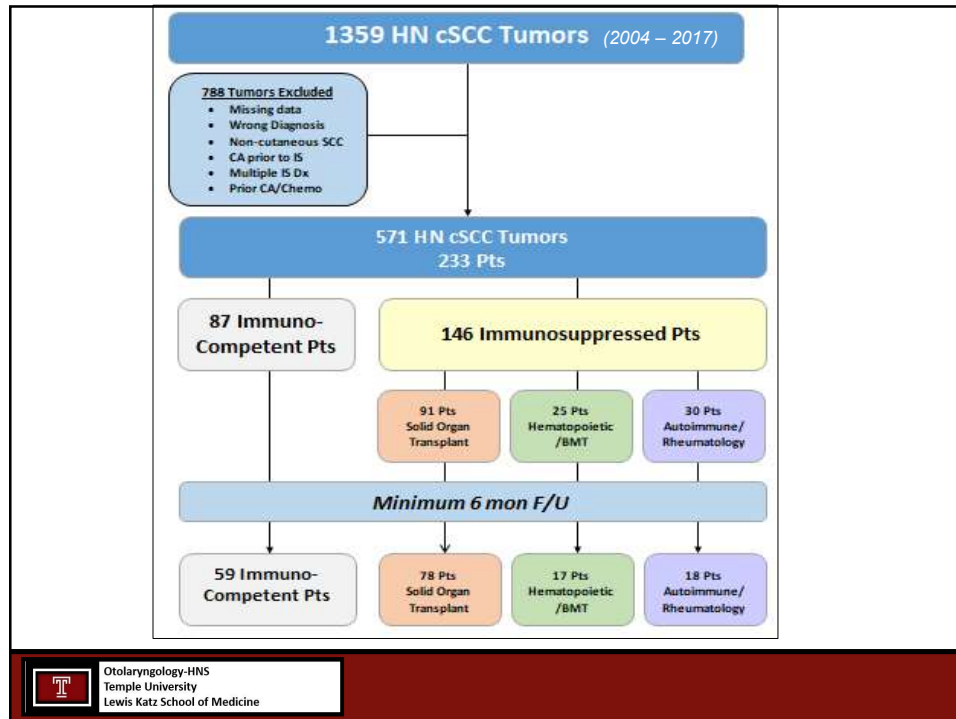 1359 HN cSCC Tumors (2004 – 2017)
788 Tumors Excluded
• Missing data
• Wrong Diagnosis
• Non-cutaneous SCC
• CA prior to IS
• Multiple IS Dx
• Prior CA/Chemo
571 HN cSCC Tumors
233 Pts
87 Immuno-
Competent Pts
146 Immunosuppressed Pts
91 Pts
Solid Organ
Transplant
25 Pts
Hematopoietic
/BMT
30 Pts
Autoimmune/
Rheumatology
Minimum 6 mon F/U
59 Immuno-
Competent Pts
78 Pts
Solid Organ
Transplant
17 Pts
Hematopoietic
/BMT
18 Pts
Autoimmune/
Rheumatology
T
Otolaryngology-HNS
Temple University
Lewis Katz School of Medicine